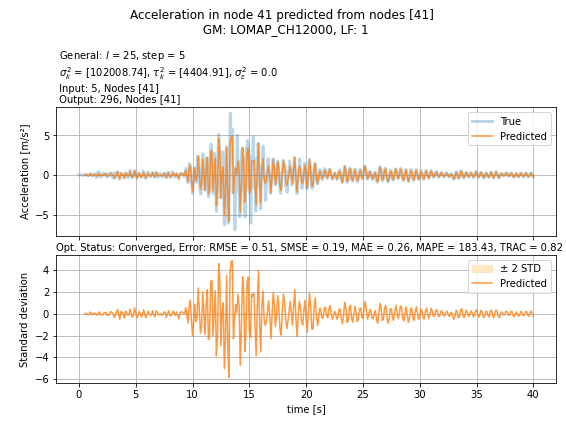 Acceleration in node 41 predicted from nodes [41]
GM: LOMAP_CH12000, LF: 1
General: l = 25, step = 5
σ²ₖ = [102008.74], τ²ₖ = [4404.91], σ²ε = 0.0
Input: 5, Nodes [41]
Output: 296, Nodes [41]
Acceleration [m/s²]
5
0
−5
True
Predicted
Opt. Status: Converged, Error: RMSE = 0.51, SMSE = 0.19, MAE = 0.26, MAPE = 183.43, TRAC = 0.82
Standard deviation
4
2
0
−2
−4
−6
± 2 STD
Predicted
0 5 10 15 20 25 30 35 40
time [s]